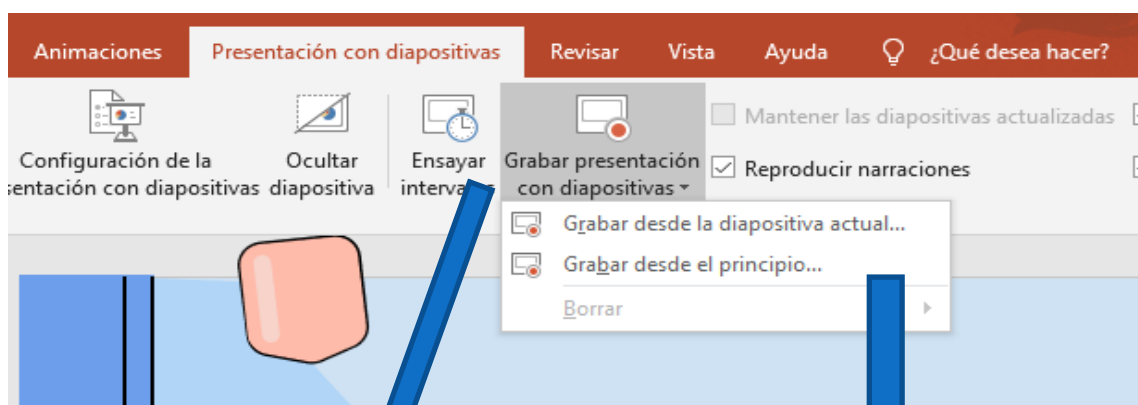 Animaciones Presentación con diapositivas Revisar Vista Ayuda ¿Qué desea hacer?
Configuración de la
sentación con diapositivas
Ocultar
diapositiva
Ensayar
Grabar presentación
con diapositivas
Mantener las diapositivas actualizadas
Reproducir narraciones
Grabar desde la diapositiva actual...
Grabar desde el principio...
Borrar